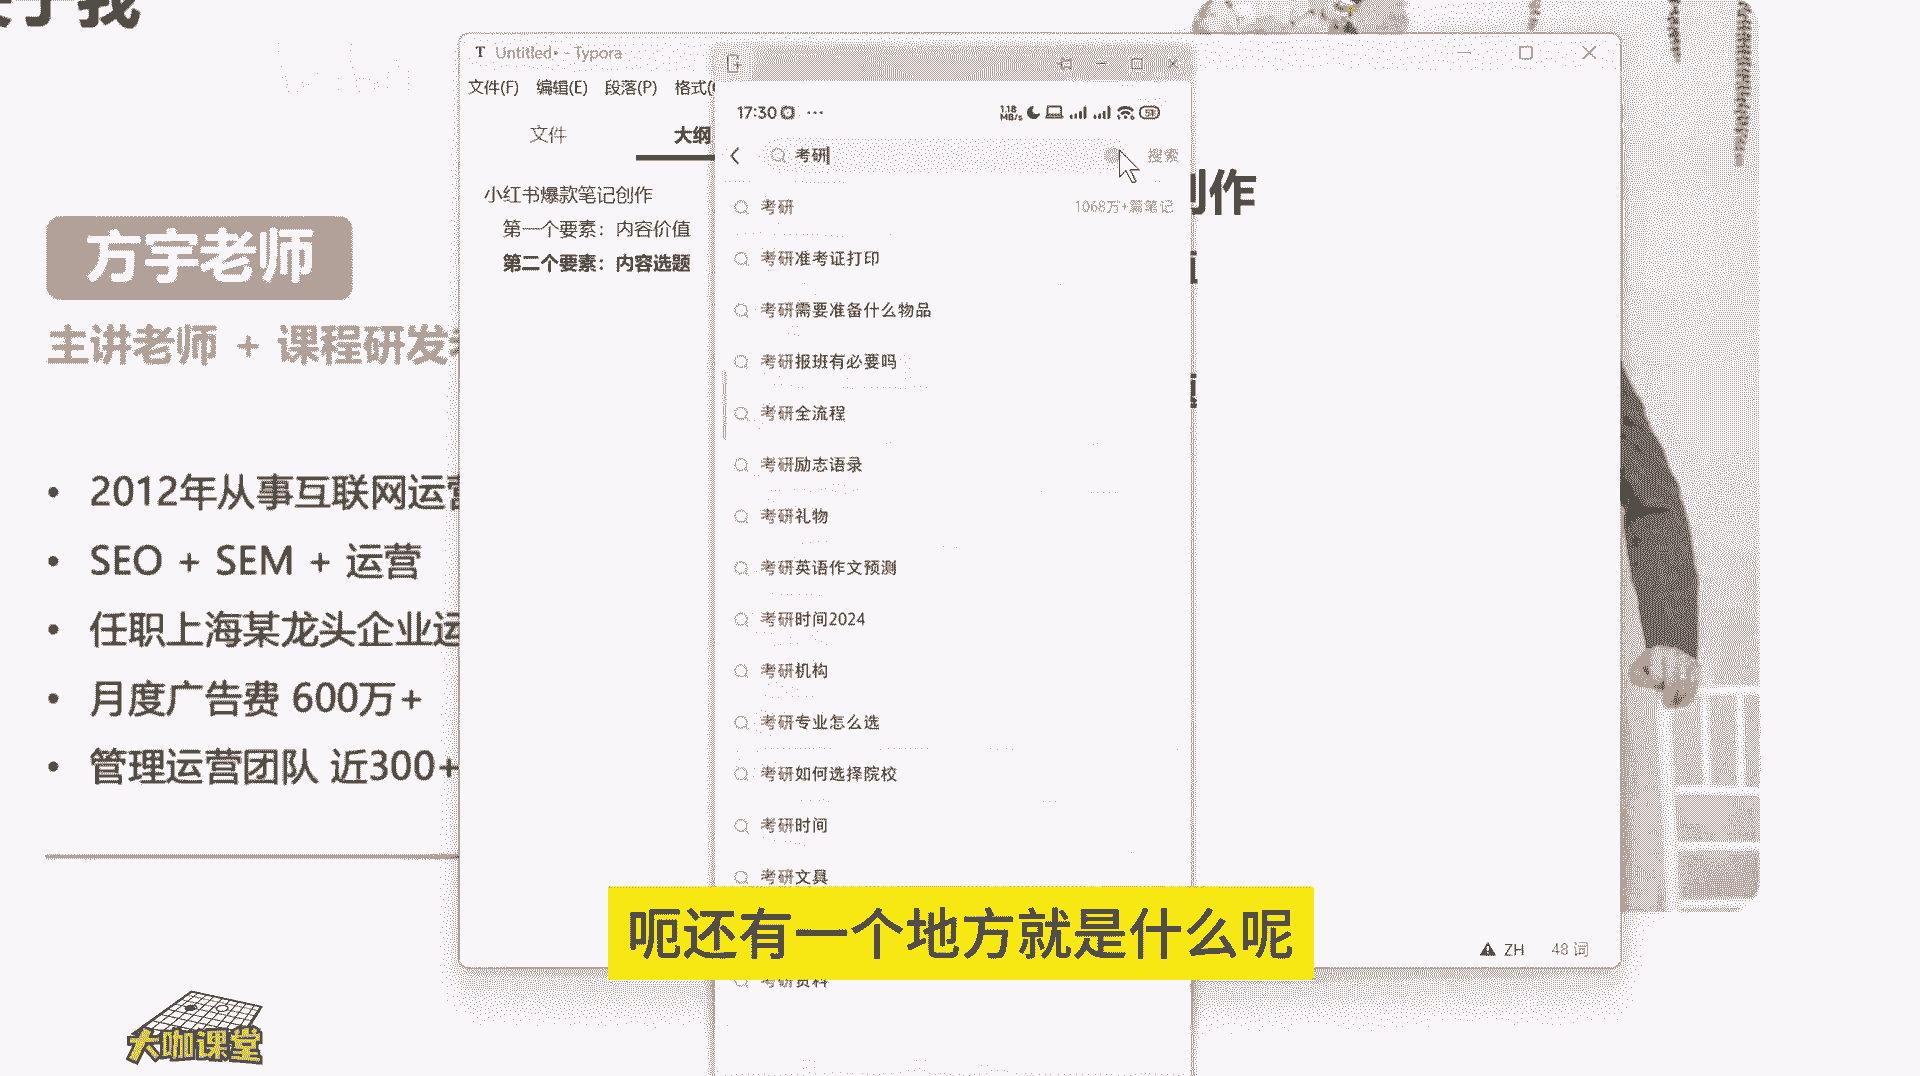 关于我
方宇老师
主讲老师 + 课程研发
• 2012年从事互联网运营
• SEO + SEM + 运营
• 任职上海某龙头企业运
• 月度广告费 600万+
• 管理运营团队 近300+
大咖课堂
T Untitled• - Typora
文件(F) 编辑(E) 段落(P) 格式(
文件 大纲
小红书爆款笔记创作
第一个要素：内容价值
第二个要素：内容选题
创作
17:30 ···
1.18 MB/s 51
考研 搜索
考研 1068万+篇笔记
考研准考证打印
考研需要准备什么物品
考研报班有必要吗
考研全流程
考研励志语录
考研礼物
考研英语作文预测
考研时间2024
考研机构
考研专业怎么选
考研如何选择院校
考研时间
考研文具
考研资料
呃还有一个地方就是什么呢
ZH 48 词